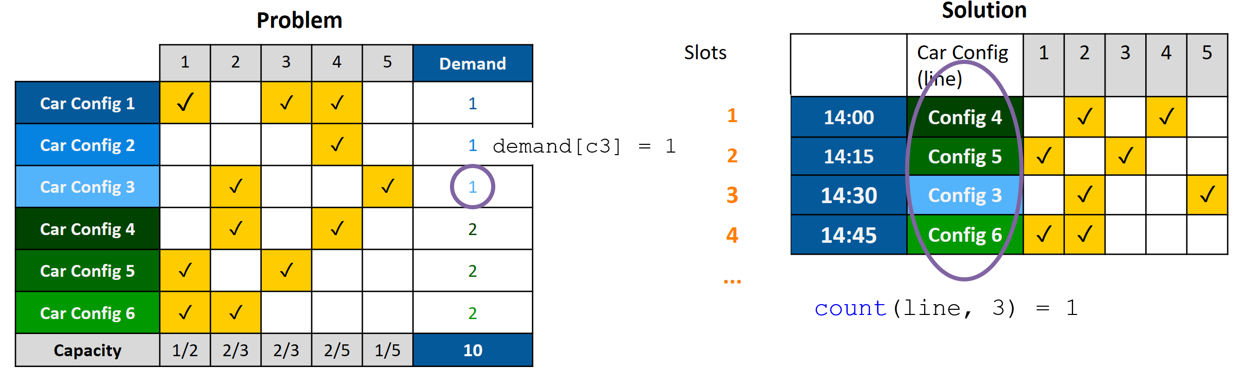 Problem
1 2 3 4 5 Demand
Car Config 1 ✓ ✓ ✓ 1
Car Config 2 ✓ 1
Car Config 3 ✓ ✓ 1
Car Config 4 ✓ ✓ 2
Car Config 5 ✓ ✓ 2
Car Config 6 ✓ ✓ 2
Capacity 1/2 2/3 2/3 2/5 1/5 10
demand[c3] = 1
Solution
Slots
Car Config
(line)
1 2 3 4 5
1 14:00 Config 4 ✓ ✓
2 14:15 Config 5 ✓ ✓
3 14:30 Config 3 ✓ ✓
4 14:45 Config 6 ✓ ✓
...
count(line, 3) = 1